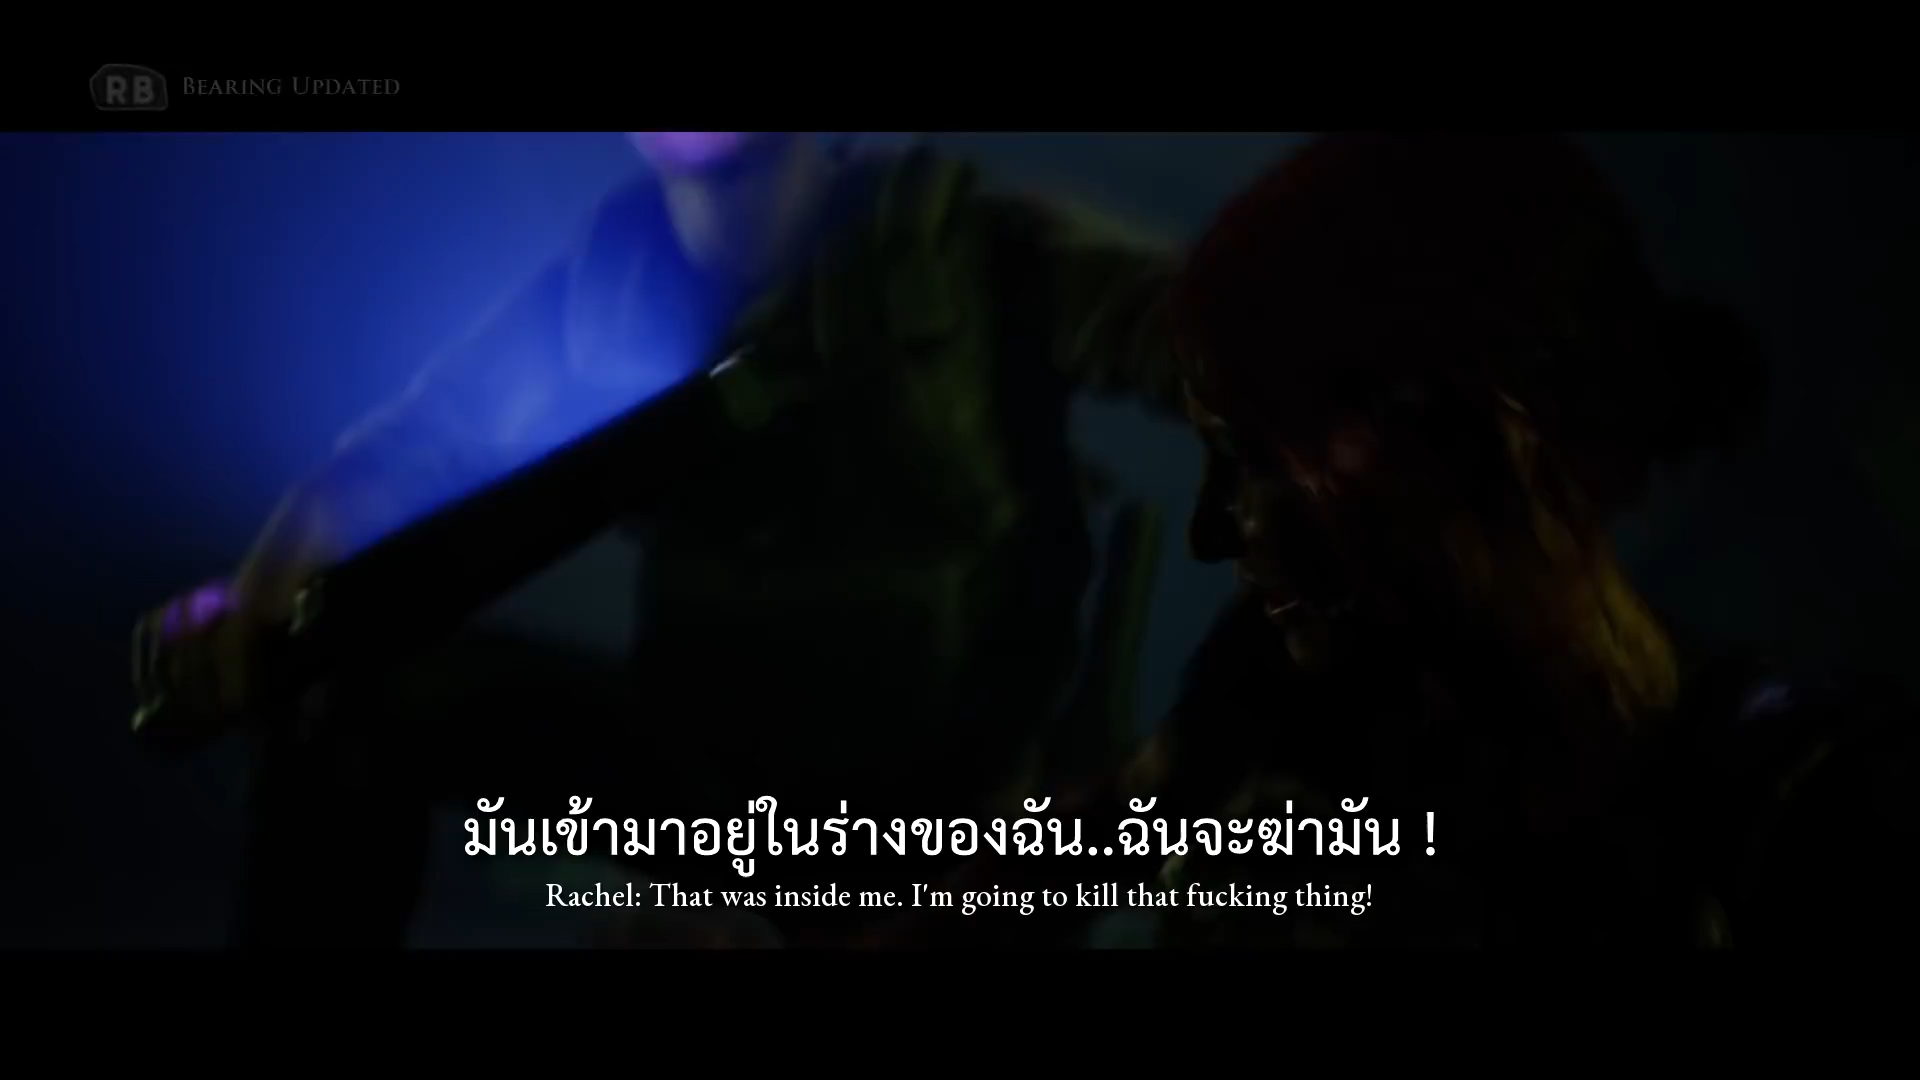 RB Bearing Updated
มันเข้ามาอยู่ในร่างของฉัน..ฉันจะฆ่ามัน !
Rachel: That was inside me. I'm going to kill that fucking thing!